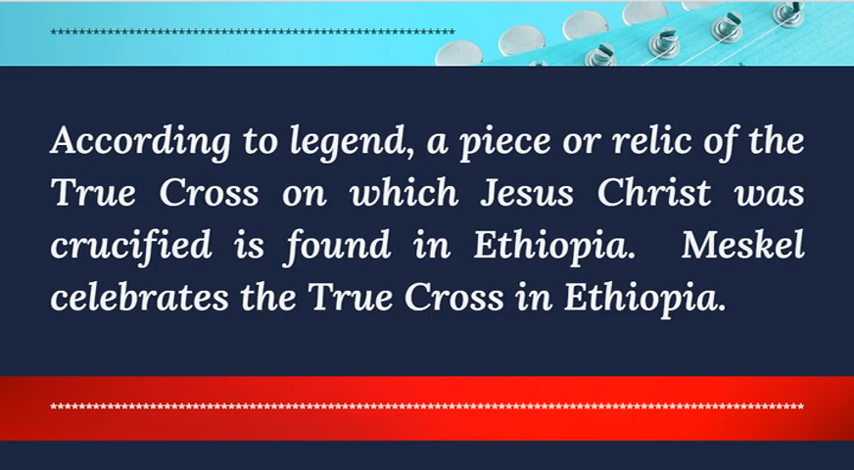 *********************************************************
According to legend, a piece or relic of the
True Cross on which Jesus Christ was
crucified is found in Ethiopia. Meskel
celebrates the True Cross in Ethiopia.
**********************************************************************************************************